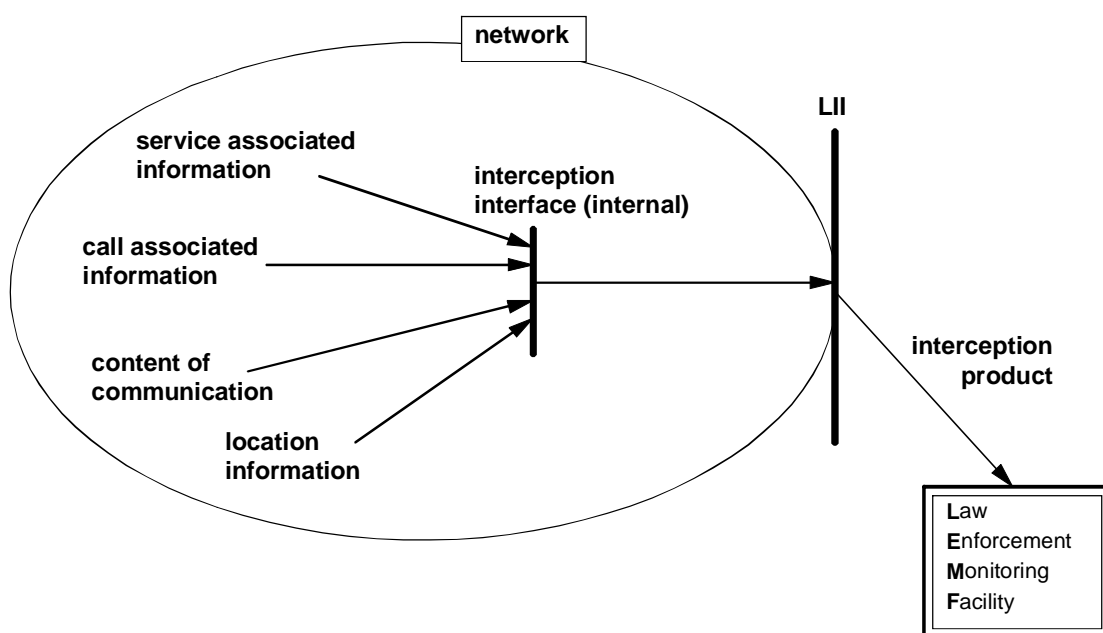 network
LII
service associated
information
interception
interface (internal)
call associated
information
content of
communication
interception
product
location
information
Law
Enforcement
Monitoring
Facility